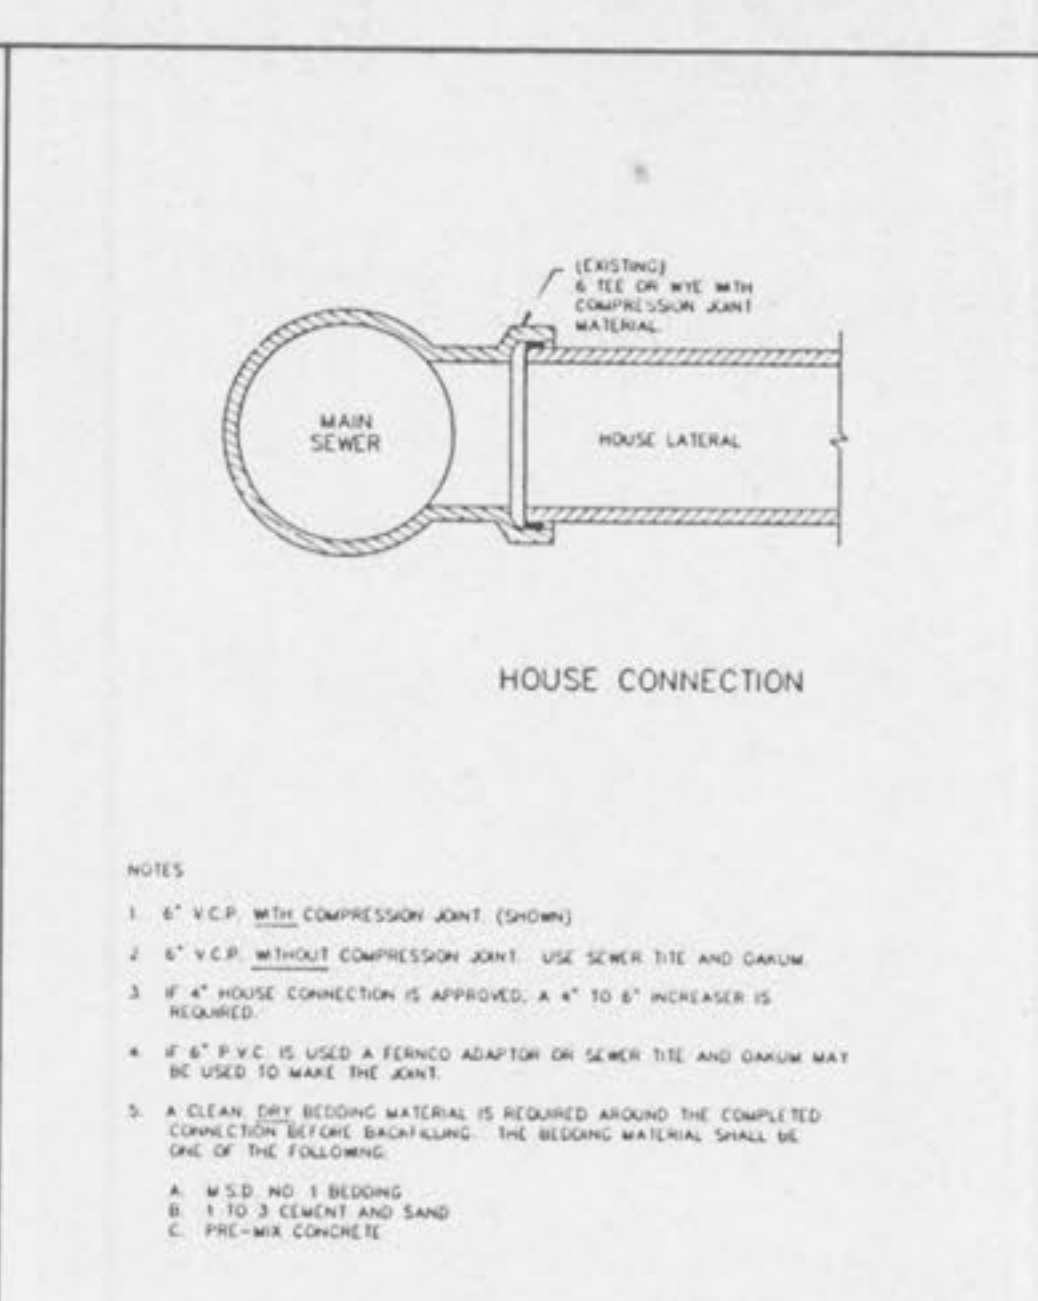 (EXISTING)
6 TEE OR WYE WITH
COMPRESSION JOINT
MATERIAL.
MAIN
SEWER
HOUSE LATERAL
HOUSE CONNECTION
NOTES
1. 6" V.C.P. WITH COMPRESSION JOINT. (SHOWN)
2. 6" V.C.P. WITHOUT COMPRESSION JOINT. USE SEWER TITE AND OAKUM.
3. IF 4" HOUSE CONNECTION IS APPROVED, A 4" TO 6" INCREASER IS
REQUIRED.
4. IF 6" P.V.C. IS USED A FERNCO ADAPTOR OR SEWER TITE AND OAKUM MAY
BE USED TO MAKE THE JOINT.
5. A CLEAN, DRY BEDDING MATERIAL IS REQUIRED AROUND THE COMPLETED
CONNECTION BEFORE BACKFILLING. THE BEDDING MATERIAL SHALL BE
ONE OF THE FOLLOWING:
A. M.S.D. NO. 1 BEDDING
B. 1 TO 3 CEMENT AND SAND
C. PRE-MIX CONCRETE